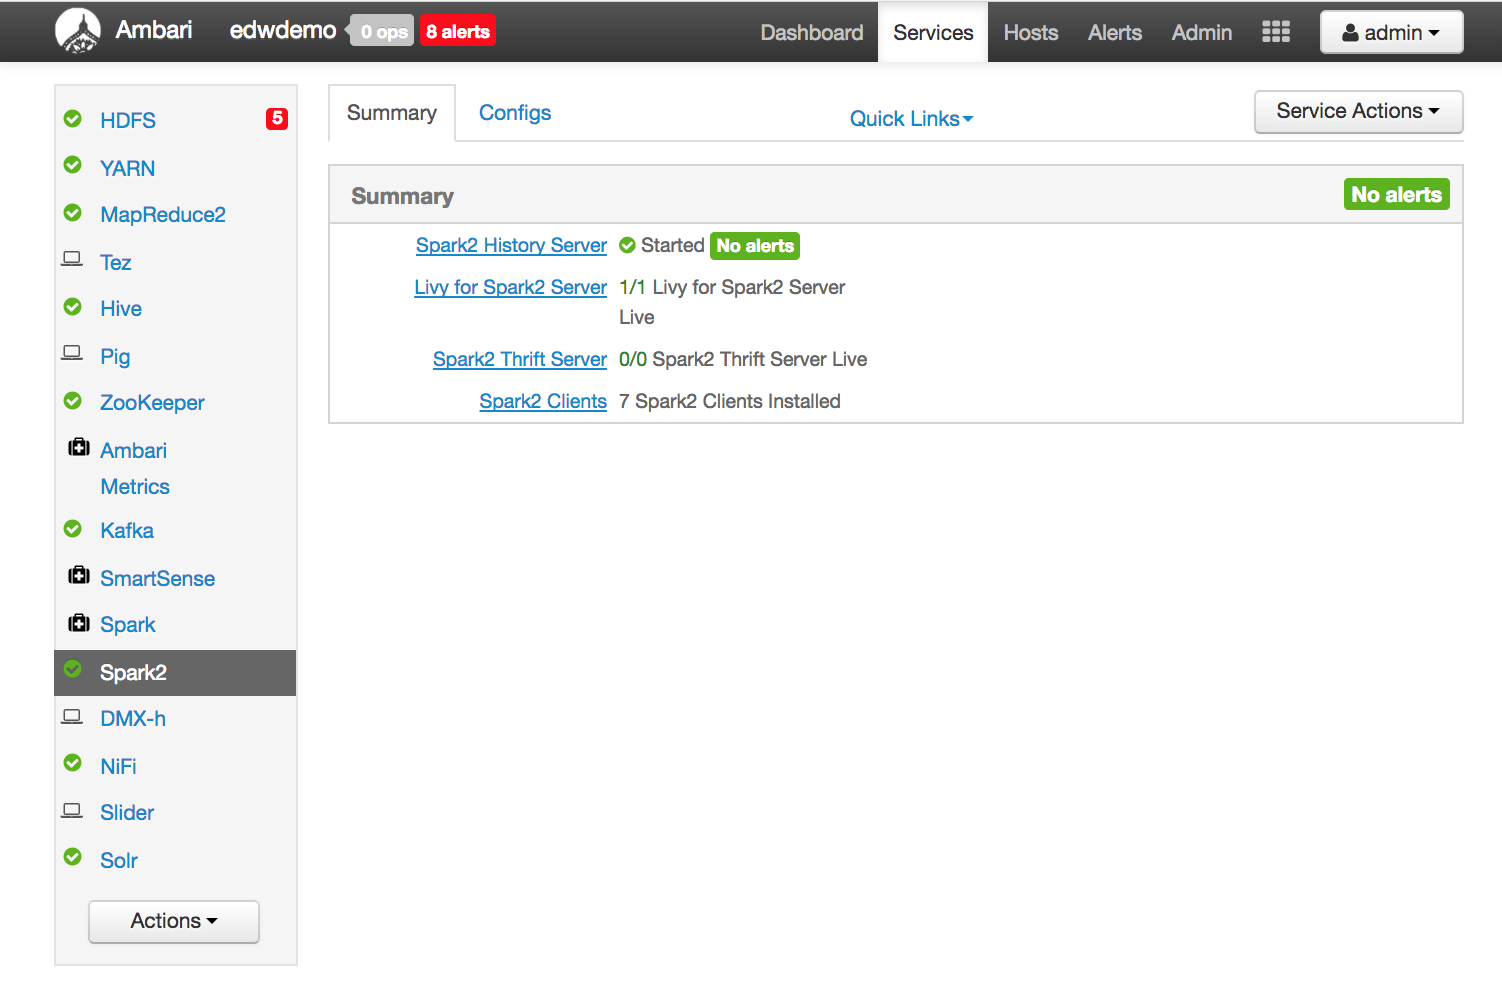 Ambari edwdemo 0 ops 8 alerts Dashboard Services Hosts Alerts Admin admin
HDFS 5
YARN
MapReduce2
Tez
Hive
Pig
ZooKeeper
Ambari
Metrics
Kafka
SmartSense
Spark
Spark2
DMX-h
NiFi
Slider
Solr
Actions
Summary Configs Quick Links Service Actions
Summary No alerts
Spark2 History Server Started No alerts
Livy for Spark2 Server 1/1 Livy for Spark2 Server
Live
Spark2 Thrift Server 0/0 Spark2 Thrift Server Live
Spark2 Clients 7 Spark2 Clients Installed